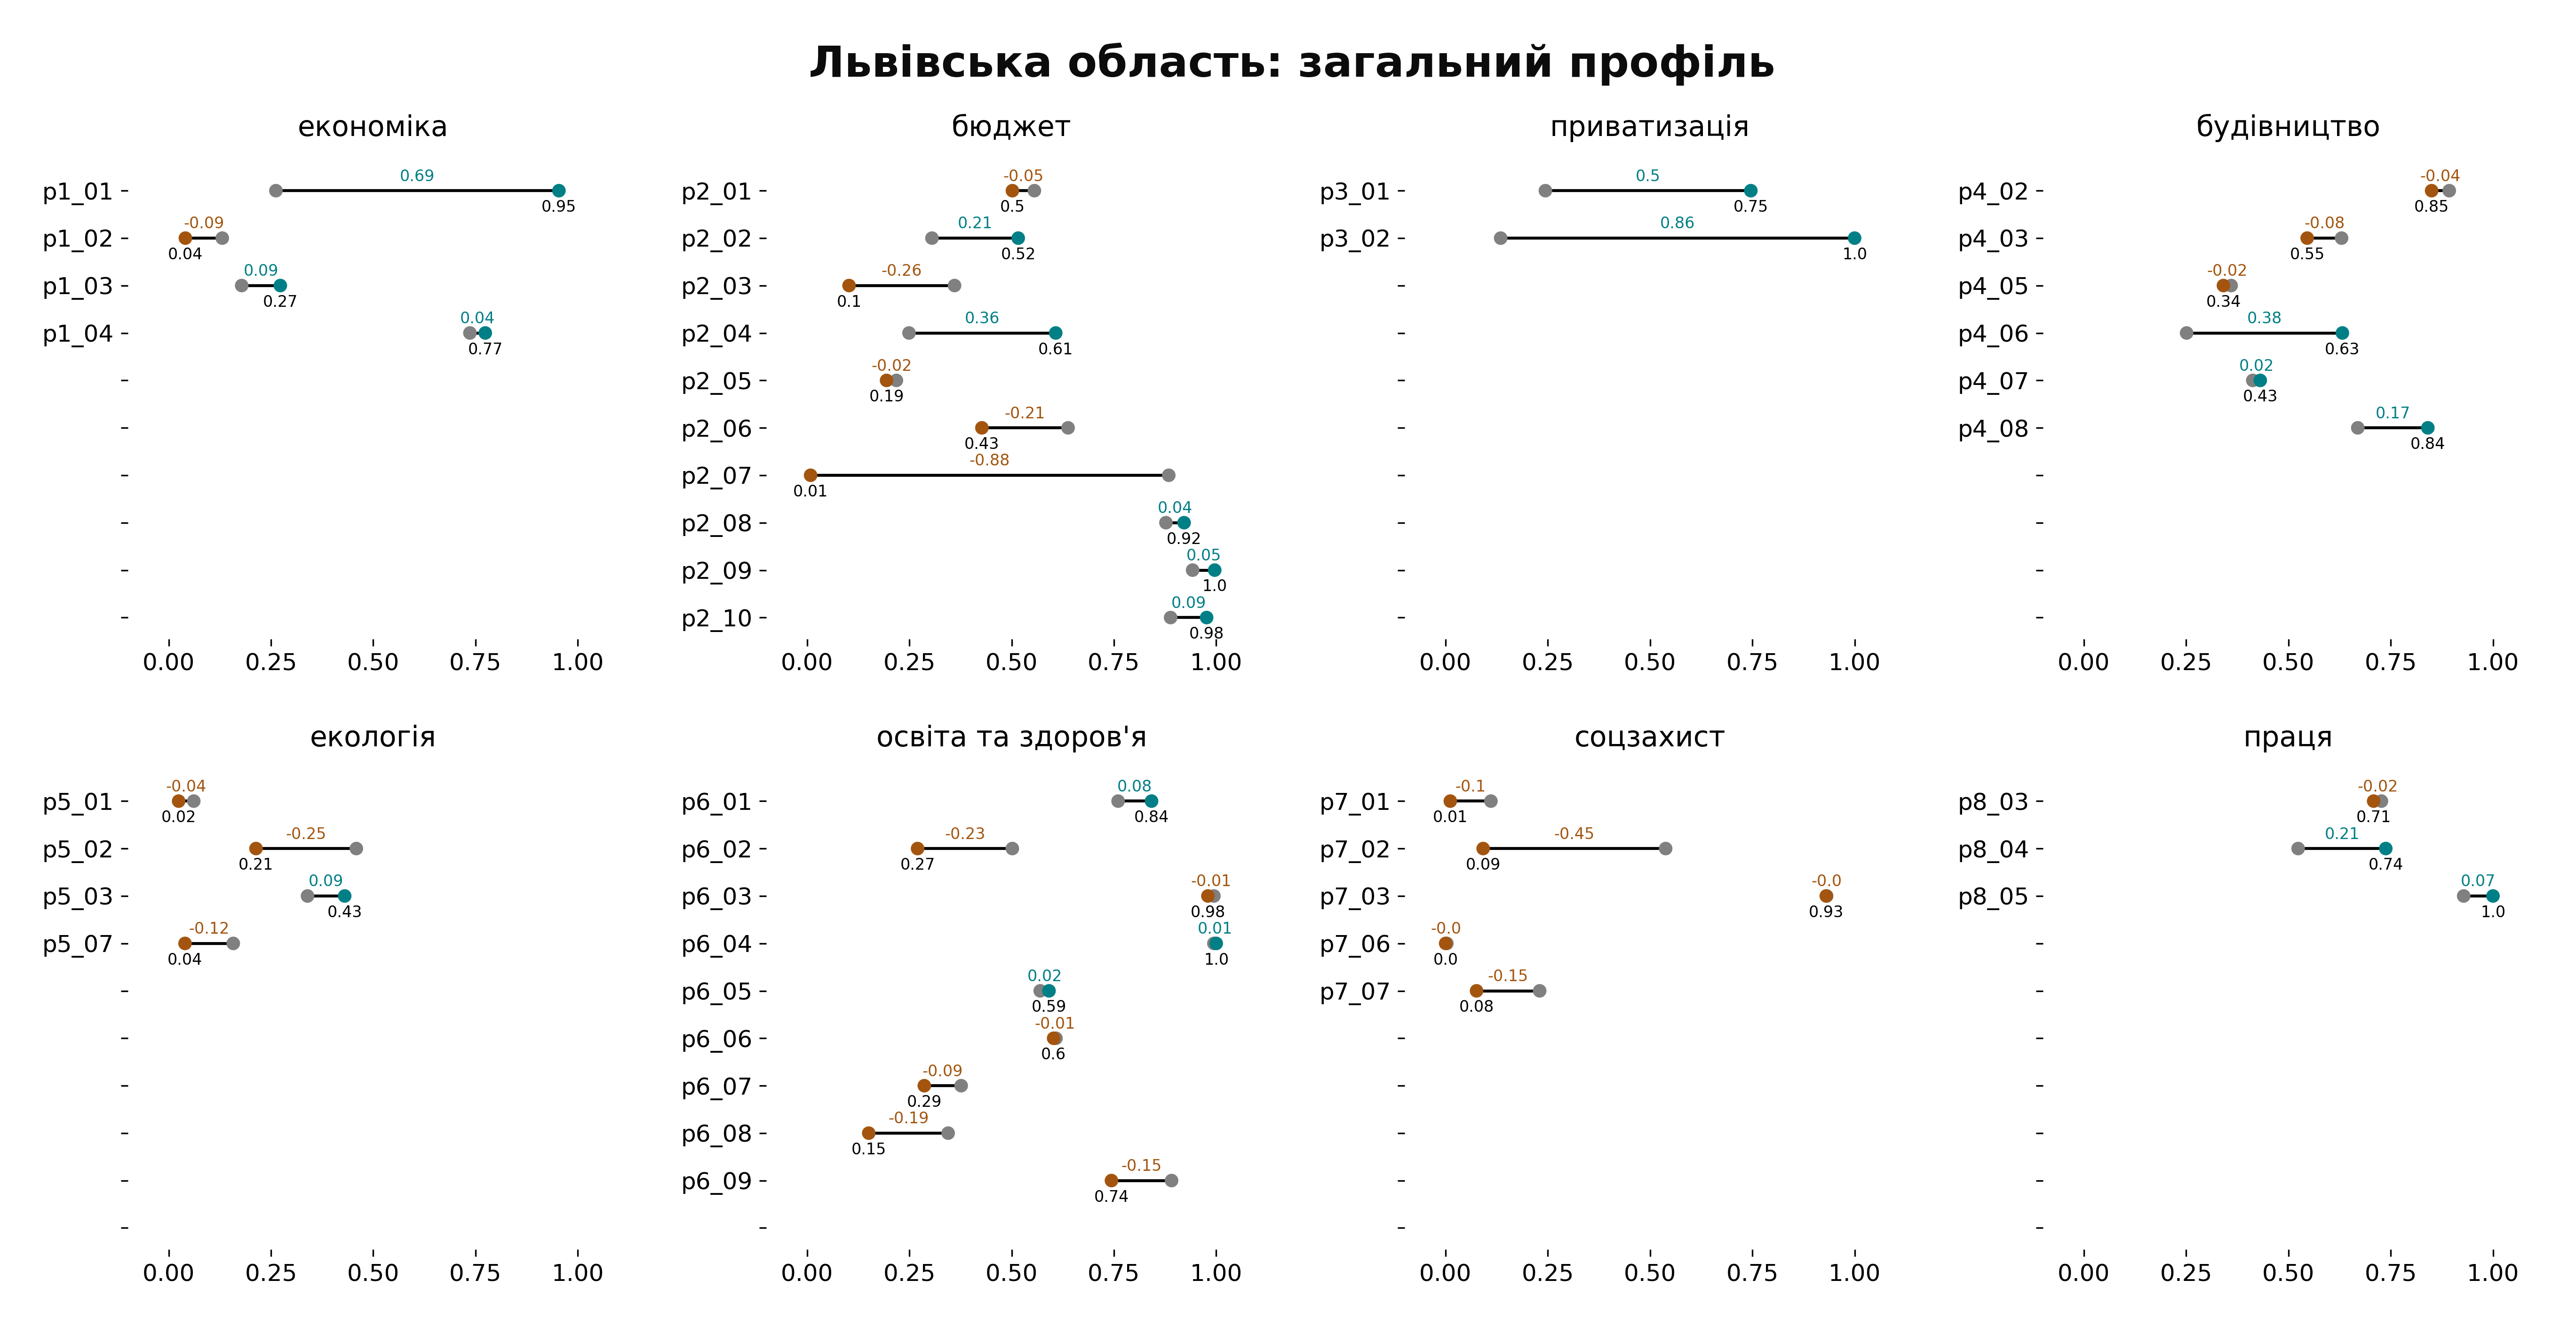 Львівська область: загальний профіль
економіка
p1_01
0.69
0.95
p1_02
-0.09
0.04
p1_03
0.09
0.27
p1_04
0.04
0.77
0.00 0.25 0.50 0.75 1.00
бюджет
p2_01
-0.05
0.5
p2_02
0.21
0.52
p2_03
-0.26
0.1
p2_04
0.36
0.61
p2_05
-0.02
0.19
p2_06
-0.21
0.43
p2_07
-0.88
0.01
p2_08
0.04
0.92
p2_09
0.05
1.0
p2_10
0.09
0.98
0.00 0.25 0.50 0.75 1.00
приватизація
p3_01
0.5
0.75
p3_02
0.86
1.0
0.00 0.25 0.50 0.75 1.00
будівництво
p4_02
-0.04
0.85
p4_03
-0.08
0.55
p4_05
-0.02
0.34
p4_06
0.38
0.63
p4_07
0.02
0.43
p4_08
0.17
0.84
0.00 0.25 0.50 0.75 1.00
екологія
p5_01
-0.04
0.02
p5_02
-0.25
0.21
p5_03
0.09
0.43
p5_07
-0.12
0.04
0.00 0.25 0.50 0.75 1.00
освіта та здоров'я
p6_01
0.08
0.84
p6_02
-0.23
0.27
p6_03
-0.01
0.98
p6_04
0.01
1.0
p6_05
0.02
0.59
p6_06
-0.01
0.6
p6_07
-0.09
0.29
p6_08
-0.19
0.15
p6_09
-0.15
0.74
0.00 0.25 0.50 0.75 1.00
соцзахист
p7_01
-0.1
0.01
p7_02
-0.45
0.09
p7_03
-0.0
0.93
p7_06
-0.0
0.0
p7_07
-0.15
0.08
0.00 0.25 0.50 0.75 1.00
праця
p8_03
-0.02
0.71
p8_04
0.21
0.74
p8_05
0.07
1.0
0.00 0.25 0.50 0.75 1.00